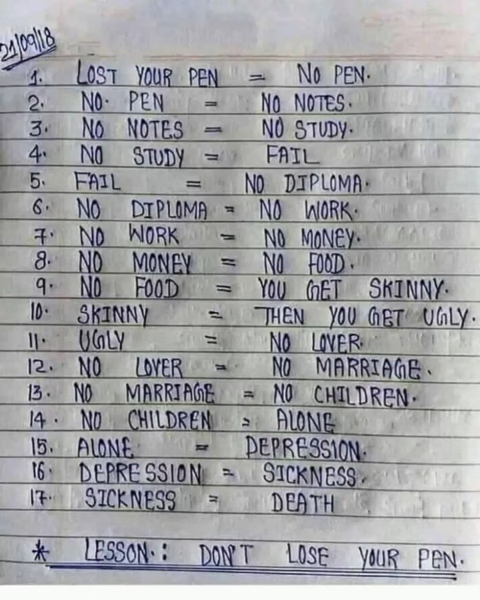 21/09/18
1. LOST YOUR PEN = NO PEN.
2. NO. PEN = NO NOTES.
3. NO NOTES = NO STUDY.
4. NO STUDY = FAIL
5. FAIL = NO DIPLOMA.
6. NO DIPLOMA = NO WORK.
7. NO WORK = NO MONEY.
8. NO MONEY = NO FOOD.
9. NO FOOD = YOU GET SKINNY.
10. SKINNY = THEN YOU GET UGLY.
11. UGLY = NO LOVER.
12. NO LOVER = NO MARRIAGE.
13. NO MARRIAGE = NO CHILDREN.
14. NO CHILDREN = ALONE
15. ALONE = DEPRESSION.
16. DEPRESSION = SICKNESS.
17. SICKNESS = DEATH
* LESSON.: DON'T LOSE YOUR PEN.